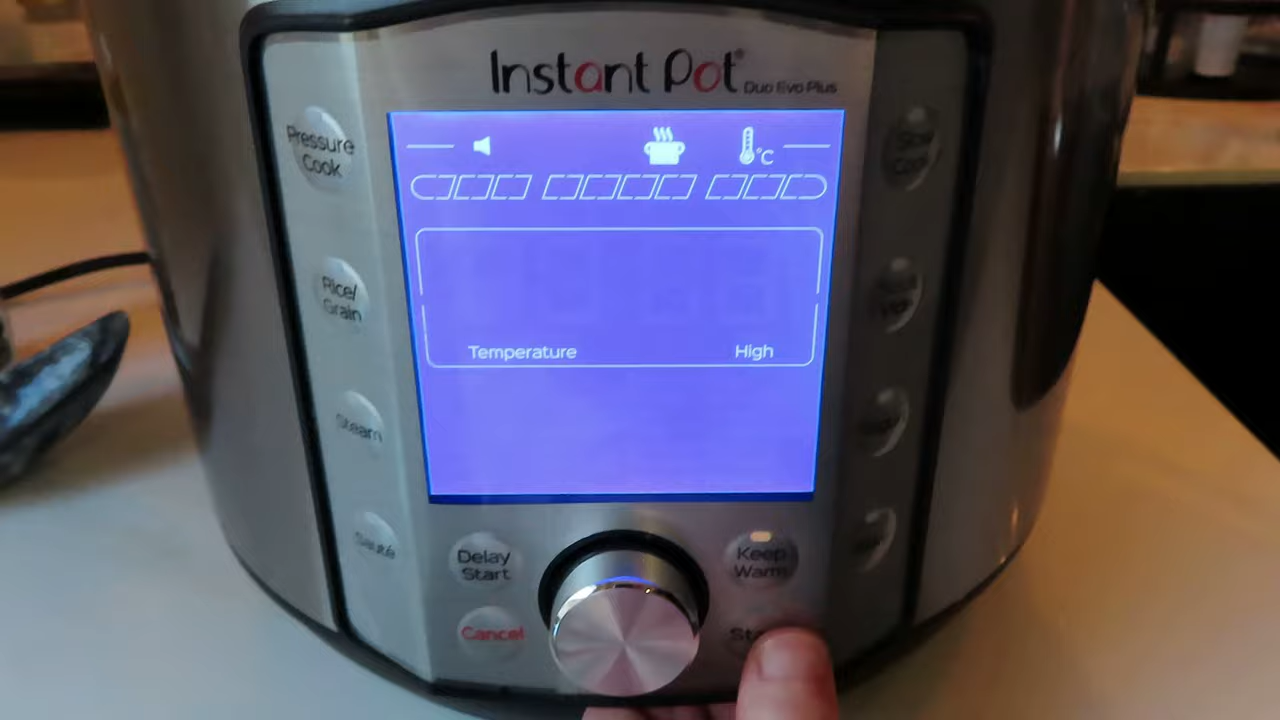 Instant Pot®
Duo Evo Plus
Pressure
Cook
°C
Rice/
Grain
Temperature High
Steam
Sauté
Delay
Start
Keep
Warm
Cancel